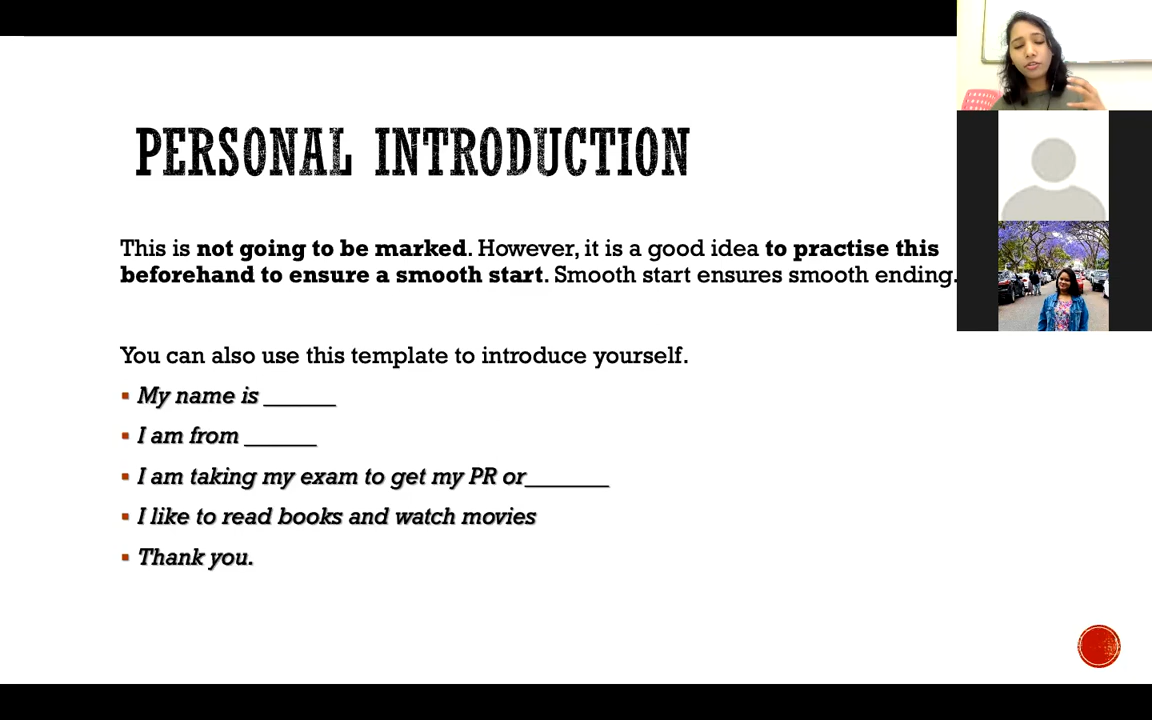 PERSONAL INTRODUCTION
This is not going to be marked. However, it is a good idea to practise this
beforehand to ensure a smooth start. Smooth start ensures smooth ending.
You can also use this template to introduce yourself.
▪ My name is ______
▪ I am from ______
▪ I am taking my exam to get my PR or_______
▪ I like to read books and watch movies
▪ Thank you.